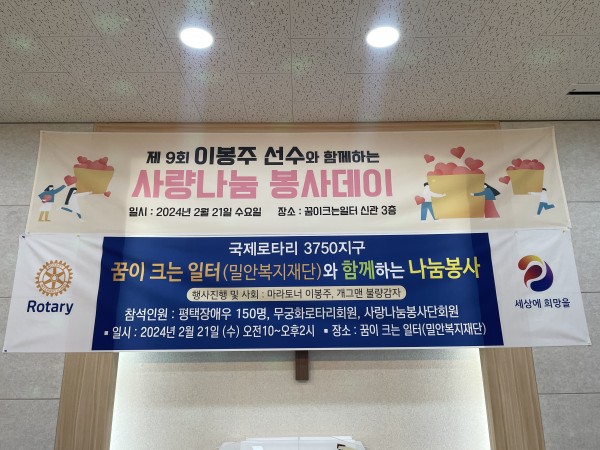 제 9회 이봉주 선수와 함께하는
사랑나눔 봉사데이
일시 : 2024년 2월 21일 수요일 장소 : 꿈이크는일터 신관 3층
국제로타리 3750지구
꿈이 크는 일터(밀안복지재단)와 함께하는 나눔봉사
행사진행 및 사회 : 마라토너 이봉주, 개그맨 불량감자
참석인원 : 평택장애우 150명, 무궁화로타리회원, 사랑나눔봉사단회원
▪ 일시 : 2024년 2월 21일 (수) 오전10~오후2시 ▪ 장소 : 꿈이 크는 일터(밀안복지재단)
Rotary
세상에 희망을